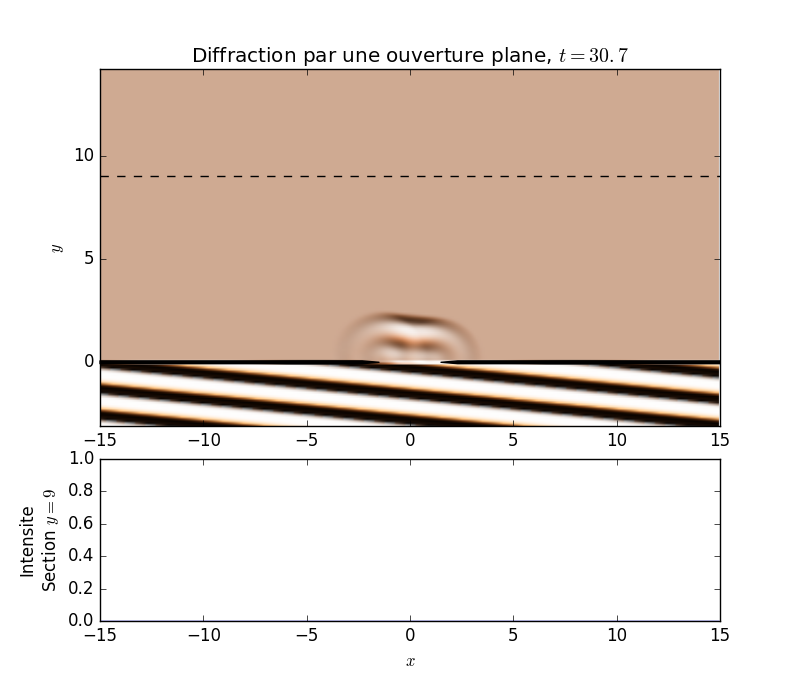 Diffraction par une ouverture plane, t = 30.7
10
5
0
y
−15 −10 −5 0 5 10 15
1.0
0.8
0.6
0.4
0.2
0.0
Intensite
Section y = 9
−15 −10 −5 0 5 10 15
x